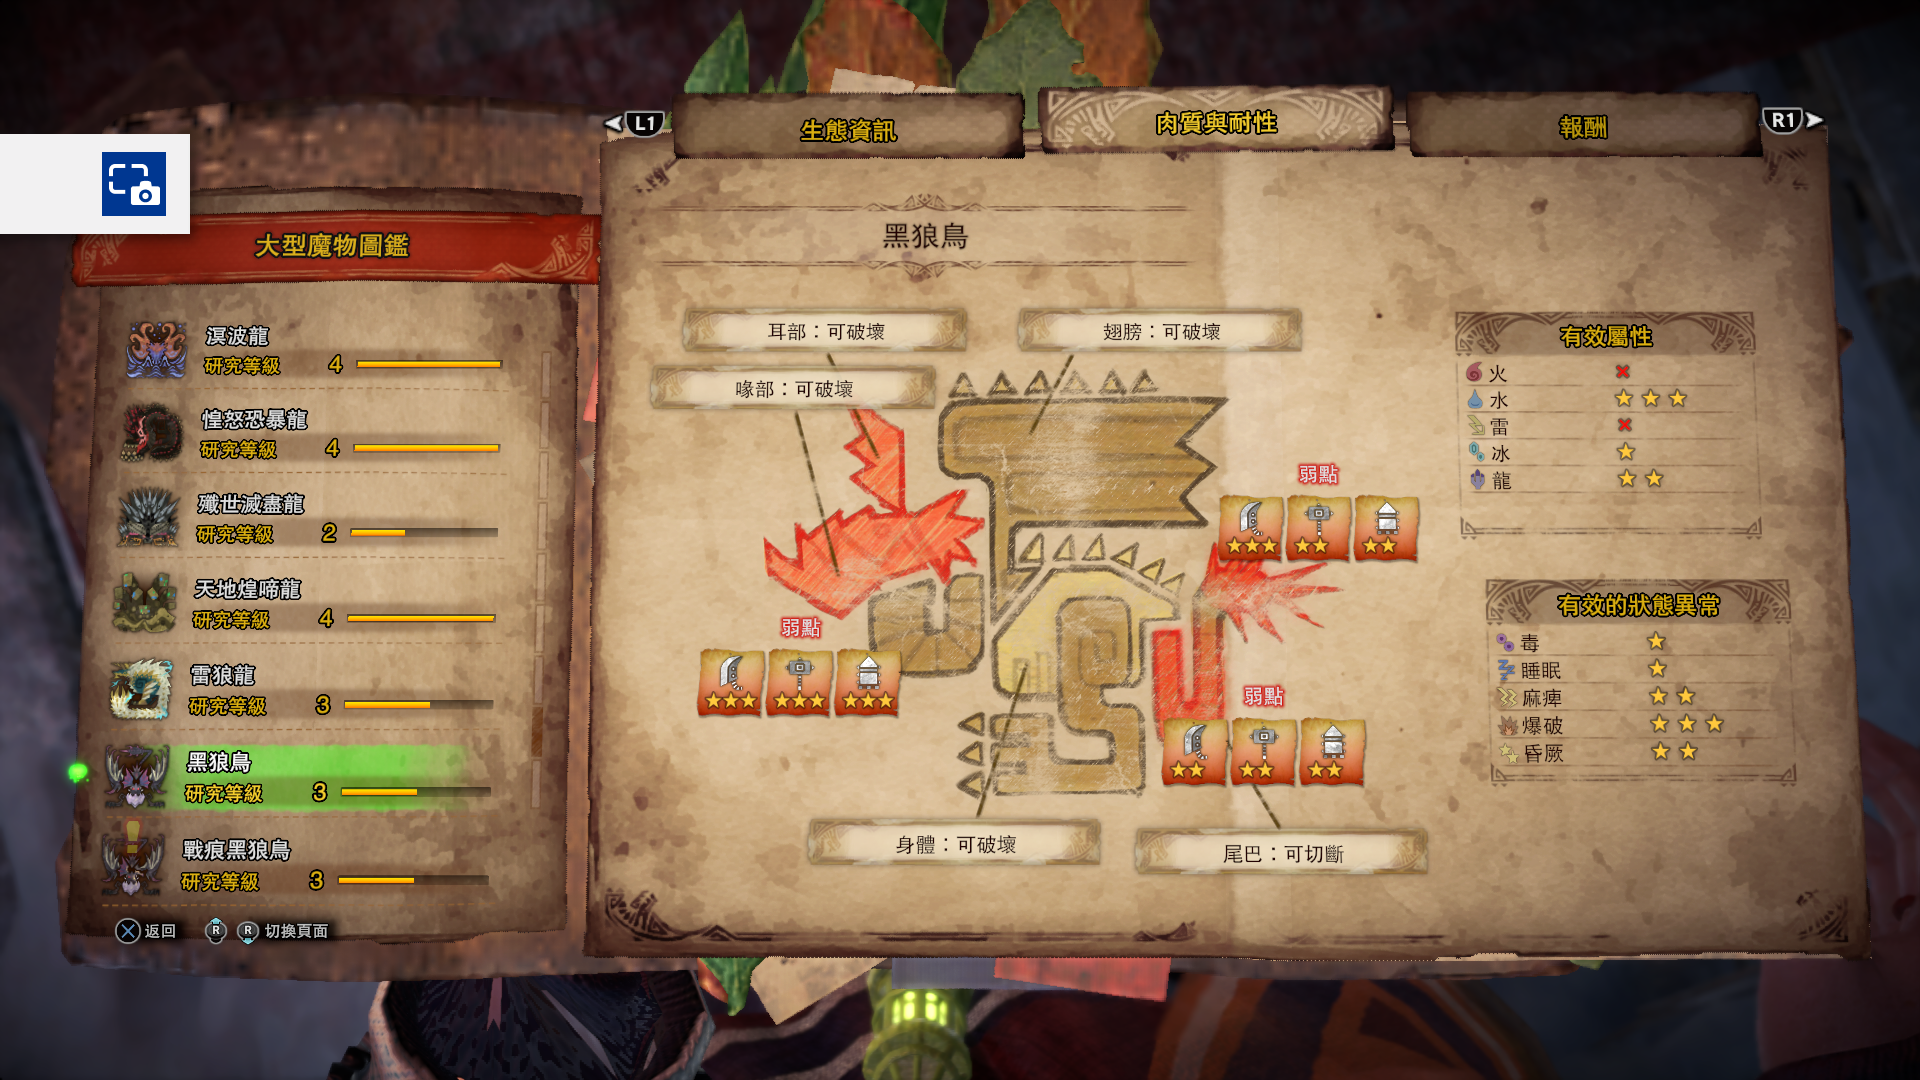 L1
生態資訊
肉質與耐性
報酬
R1
大型魔物圖鑑
溟波龍
研究等級 4
惶怒恐暴龍
研究等級 4
殲世滅盡龍
研究等級 2
天地煌啼龍
研究等級 4
雷狼龍
研究等級 3
黑狼鳥
研究等級 3
戰痕黑狼鳥
研究等級 3
返回
R R 切換頁面
黑狼鳥
耳部：可破壞
翅膀：可破壞
喙部：可破壞
弱點
弱點
弱點
身體：可破壞
尾巴：可切斷
有效屬性
火
水
雷
冰
龍
有效的狀態異常
毒
睡眠
麻痺
爆破
昏厥